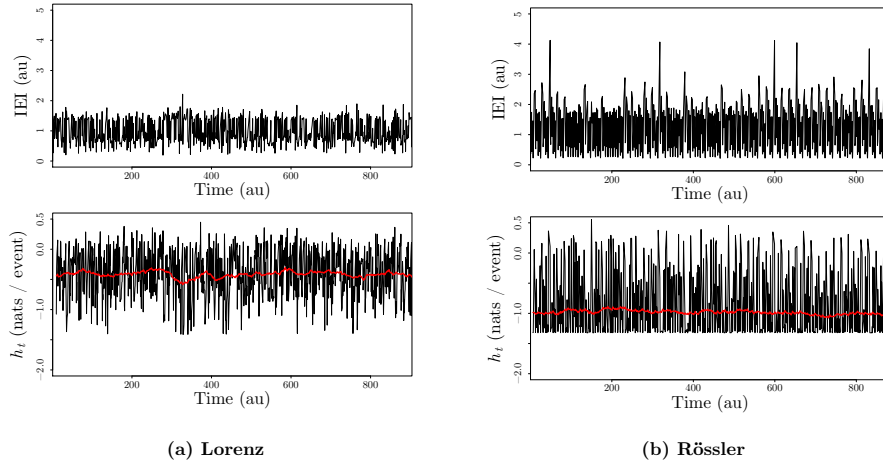 IEI (au)
0 1 2 3 4 5
200 400 600 800
Time (au)
h_t (nats / event)
−2.0 −1.0 0.0 0.5
200 400 600 800
Time (au)
(a) Lorenz
IEI (au)
0 1 2 3 4 5
200 400 600 800
Time (au)
h_t (nats / event)
−2.0 −1.0 0.0 0.5
200 400 600 800
Time (au)
(b) Rössler